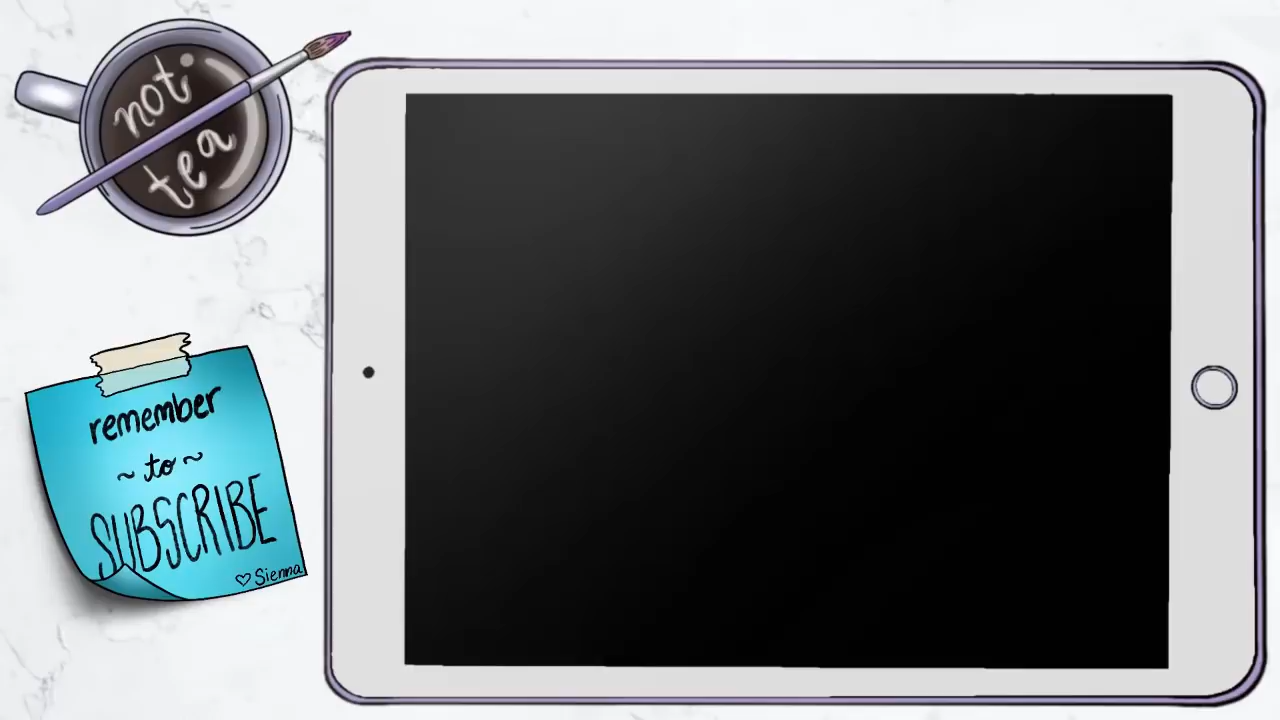 not
tea
remember
~ to ~
SUBSCRIBE
♡ Sienna